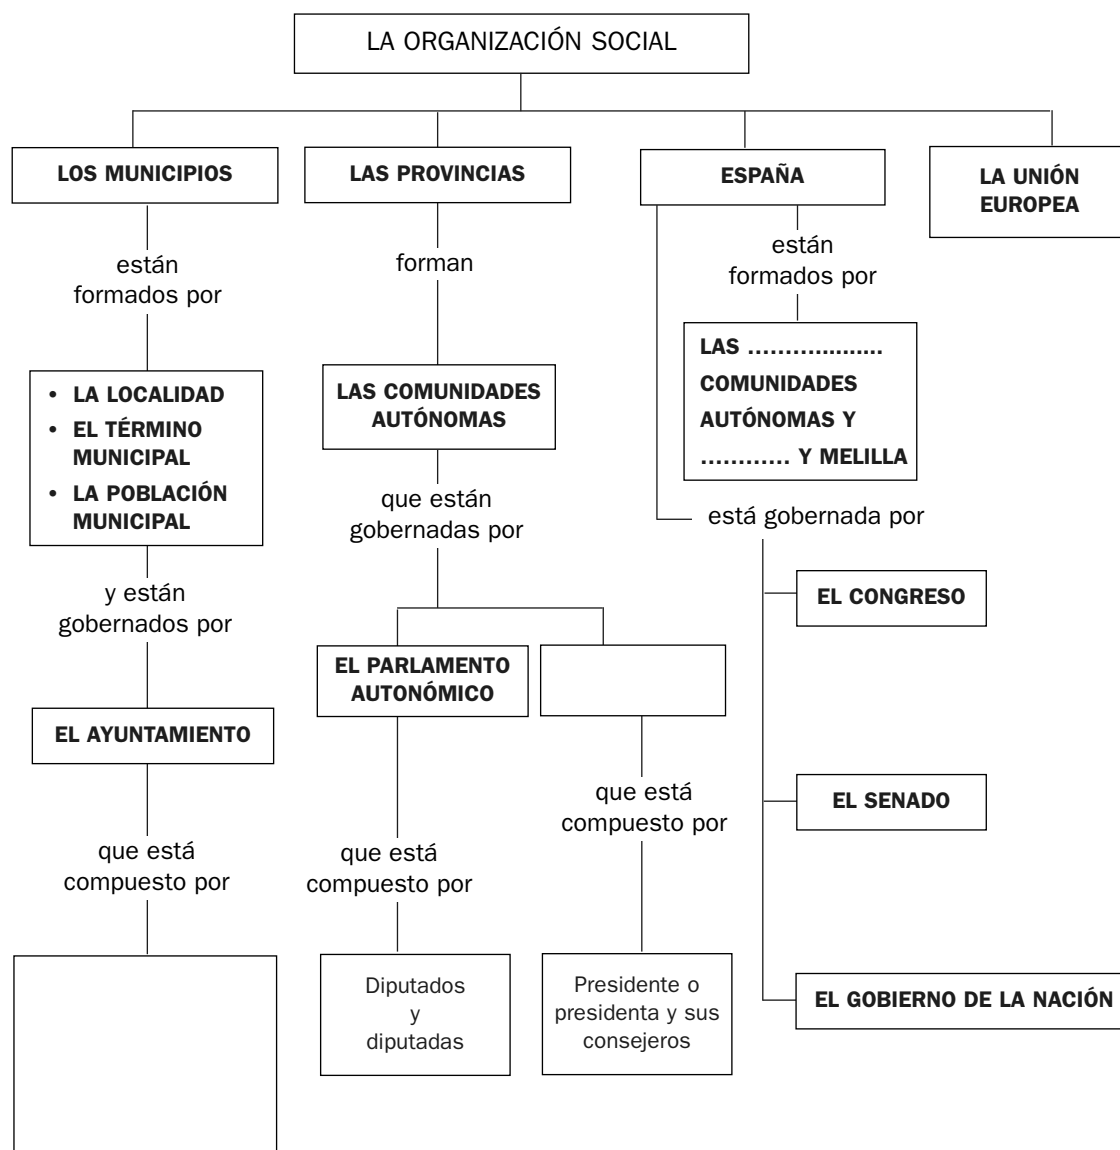 LA ORGANIZACIÓN SOCIAL
LOS MUNICIPIOS
LAS PROVINCIAS
ESPAÑA
LA UNIÓN
EUROPEA
están
formados por
forman
están
formados por
• LA LOCALIDAD
• EL TÉRMINO
MUNICIPAL
• LA POBLACIÓN
MUNICIPAL
LAS COMUNIDADES
AUTÓNOMAS
LAS ....................
COMUNIDADES
AUTÓNOMAS Y
............ Y MELILLA
que están
gobernadas por
está gobernada por
y están
gobernados por
EL CONGRESO
EL PARLAMENTO
AUTONÓMICO
EL AYUNTAMIENTO
EL SENADO
que está
compuesto por
que está
compuesto por
que está
compuesto por
Diputados
y
diputadas
Presidente o
presidenta y sus
consejeros
EL GOBIERNO DE LA NACIÓN